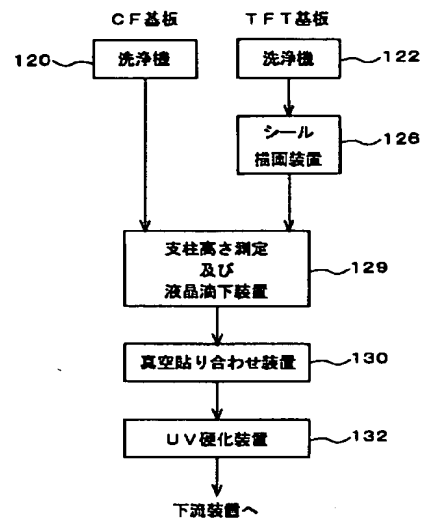 CF基板
TFT基板
120
洗浄機
洗浄機
122
シール
描画装置
126
支柱高さ測定
及び
液晶滴下装置
129
真空貼り合わせ装置
130
UV硬化装置
132
下流装置へ